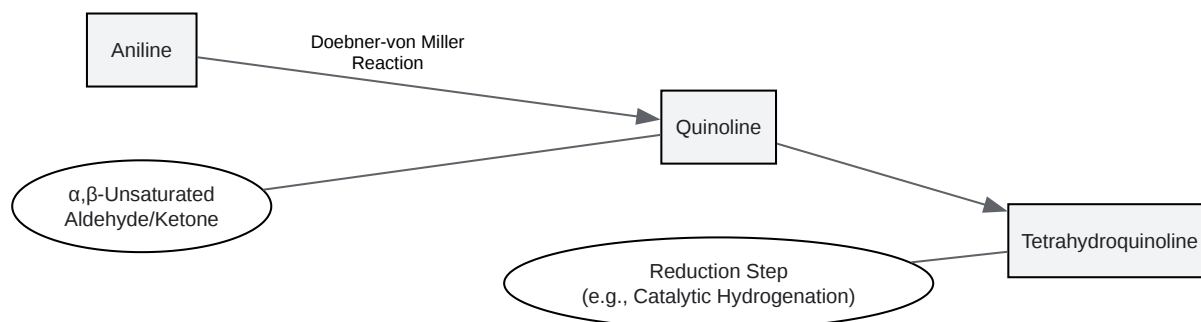 Aniline
Doebner-von Miller
Reaction
Quinoline
α,β-Unsaturated
Aldehyde/Ketone
Tetrahydroquinoline
Reduction Step
(e.g., Catalytic Hydrogenation)